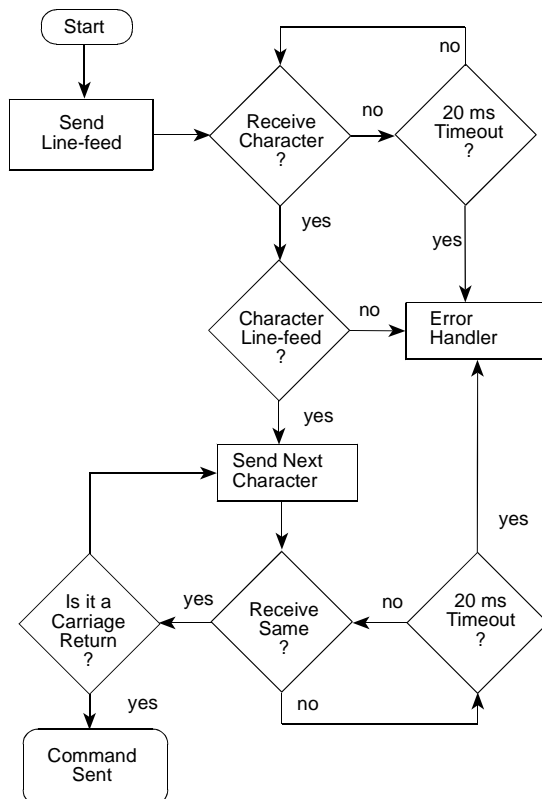 Start
no
Send
Line-feed
Receive
Character
?
no
20 ms
Timeout
?
yes
yes
Character
Line-feed
?
no
Error
Handler
yes
Send Next
Character
yes
Is it a
Carriage
Return
?
yes
Receive
Same
?
no
20 ms
Timeout
?
yes
no
Command
Sent